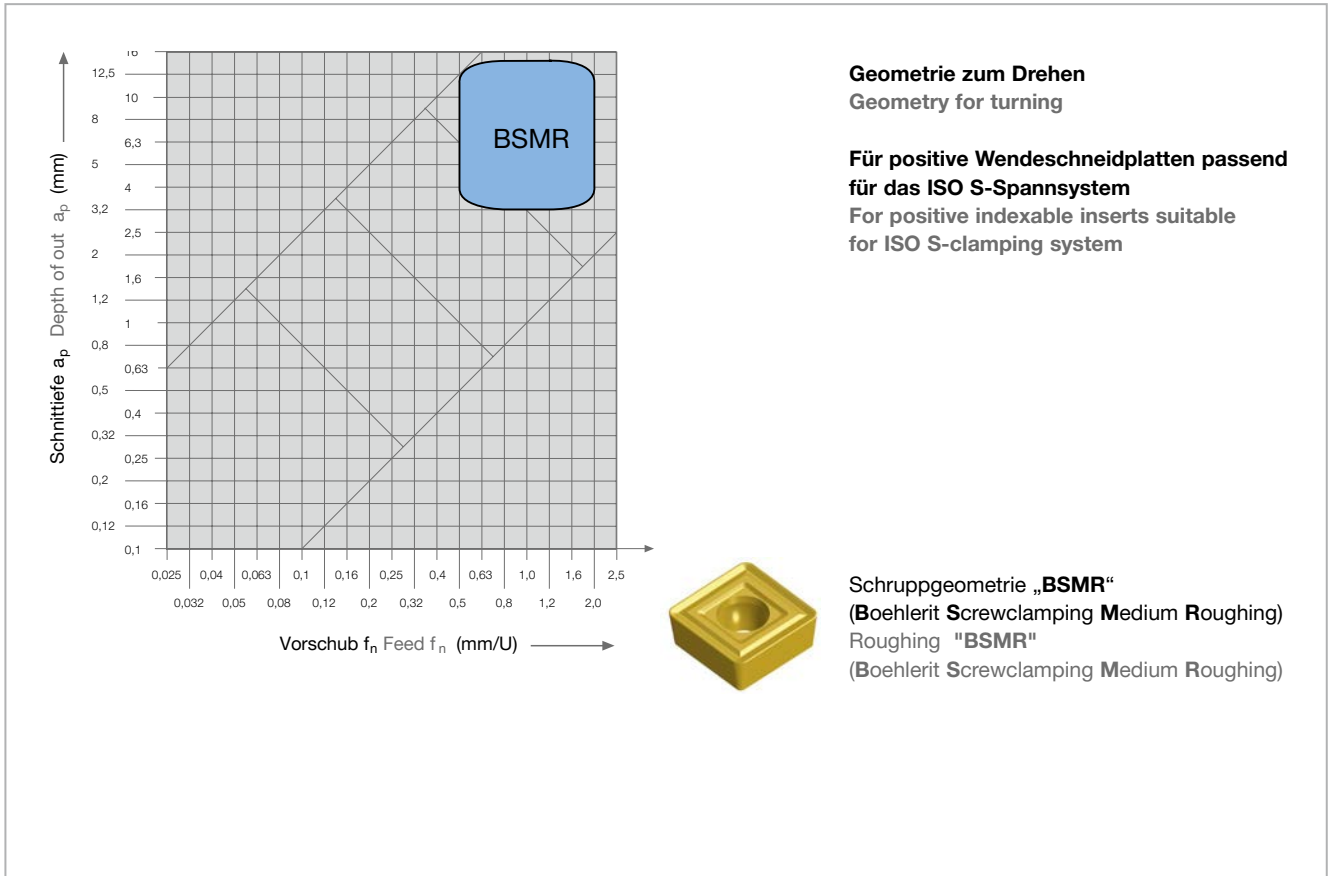 16
12,5
10
8
6,3
5
4
3,2
2,5
2
1,6
1,2
1
0,8
0,63
0,5
0,4
0,32
0,25
0,2
0,16
0,12
0,1
Schnittiefe aₚ Depth of out aₚ (mm)
BSMR
0,025 0,04 0,063 0,1 0,16 0,25 0,4 0,63 1,0 1,6 2,5
0,032 0,05 0,08 0,12 0,2 0,32 0,5 0,8 1,2 2,0
Vorschub fₙ Feed fₙ (mm/U)
Geometrie zum Drehen
Geometry for turning
Für positive Wendeschneidplatten passend
für das ISO S-Spannsystem
For positive indexable inserts suitable
for ISO S-clamping system
Schruppgeometrie „BSMR“
(Boehlerit Screwclamping Medium Roughing)
Roughing "BSMR"
(Boehlerit Screwclamping Medium Roughing)